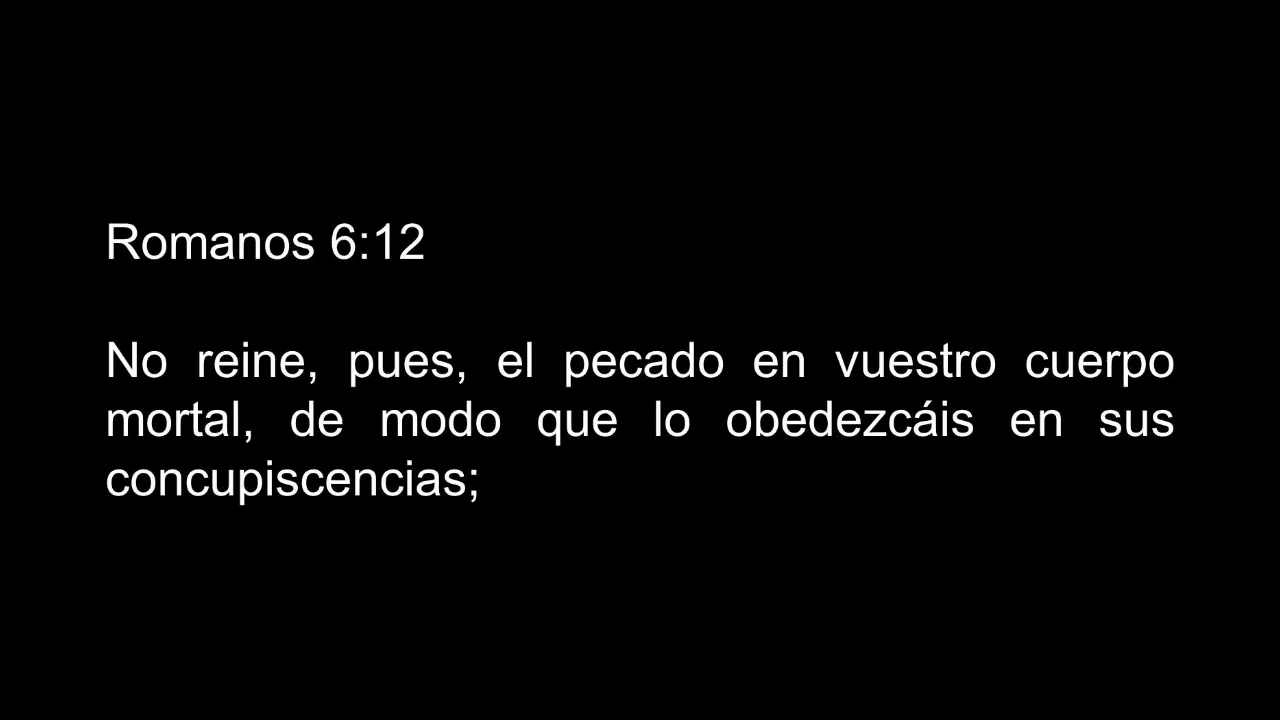 Romanos 6:12
No reine, pues, el pecado en vuestro cuerpo
mortal, de modo que lo obedezcáis en sus
concupiscencias;